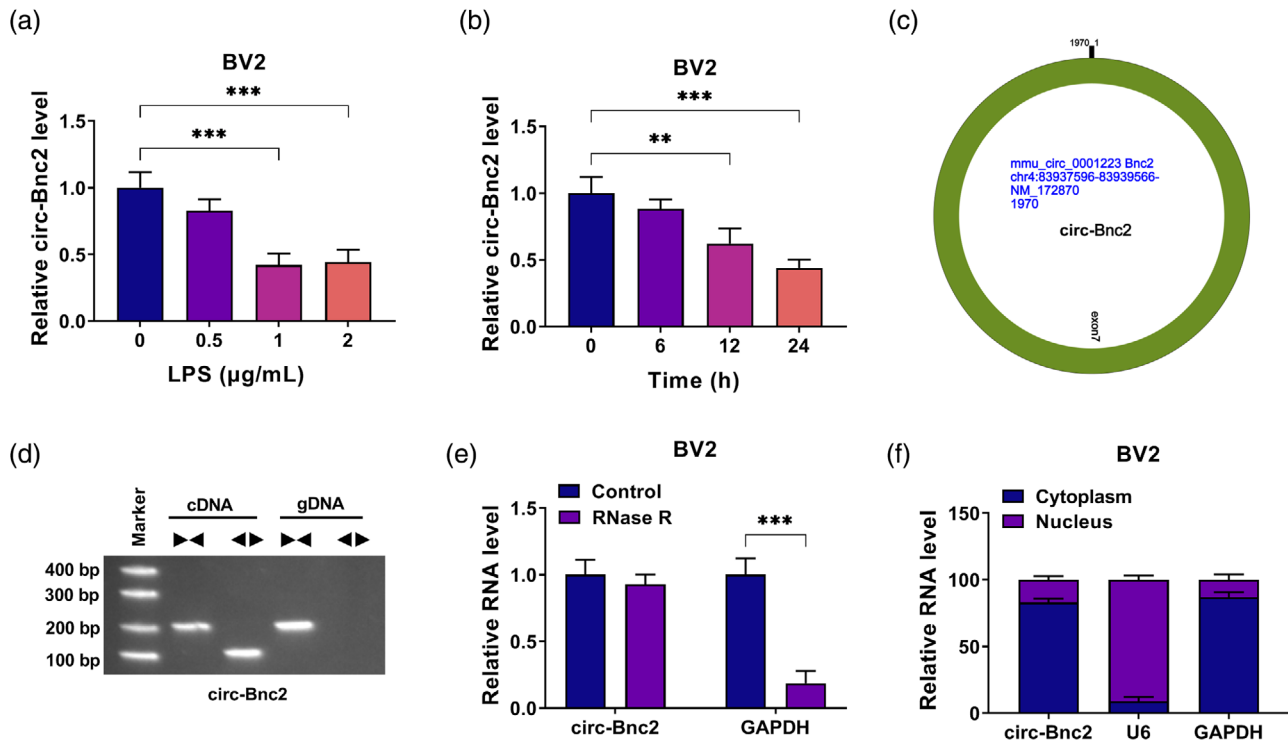 (a)
BV2
***
***
Relative circ-Bnc2 level
1.5
1.0
0.5
0.0
0 0.5 1 2
LPS (µg/mL)
(b)
BV2
***
**
Relative circ-Bnc2 level
1.5
1.0
0.5
0.0
0 6 12 24
Time (h)
(c)
1970_1
mmu_circ_0001223 Bnc2
chr4:83937596-83939566-
NM_172870
1970
circ-Bnc2
exon7
(d)
Marker
cDNA gDNA
400 bp
300 bp
200 bp
100 bp
circ-Bnc2
(e)
BV2
Control
RNase R
***
Relative RNA level
1.5
1.0
0.5
0.0
circ-Bnc2 GAPDH
(f)
BV2
Cytoplasm
Nucleus
Relative RNA level
150
100
50
0
circ-Bnc2 U6 GAPDH